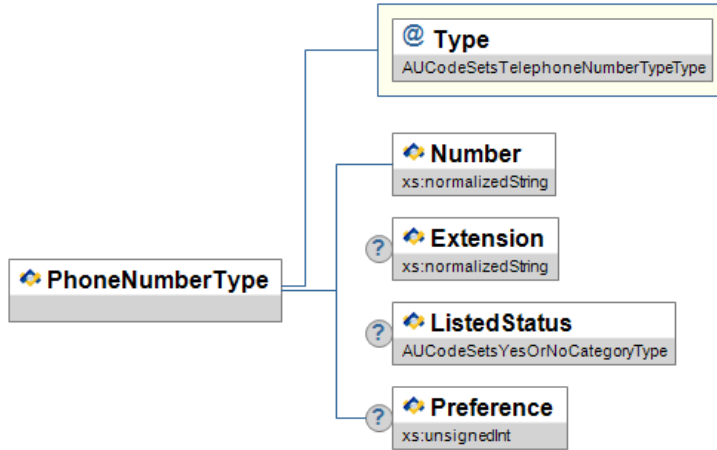 @ Type
AUCodeSetsTelephoneNumberTypeType
Number
xs:normalizedString
? Extension
xs:normalizedString
PhoneNumberType
? ListedStatus
AUCodeSetsYesOrNoCategoryType
? Preference
xs:unsignedInt